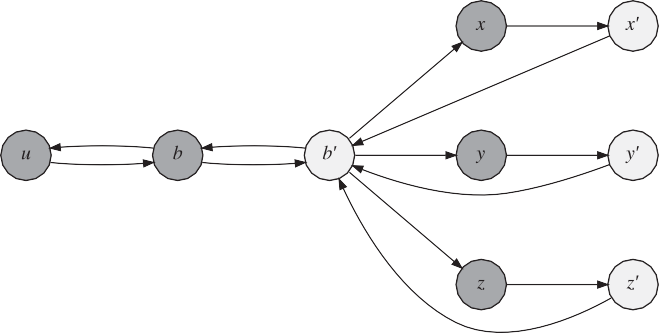 x x′
u b b′ y y′
z z′